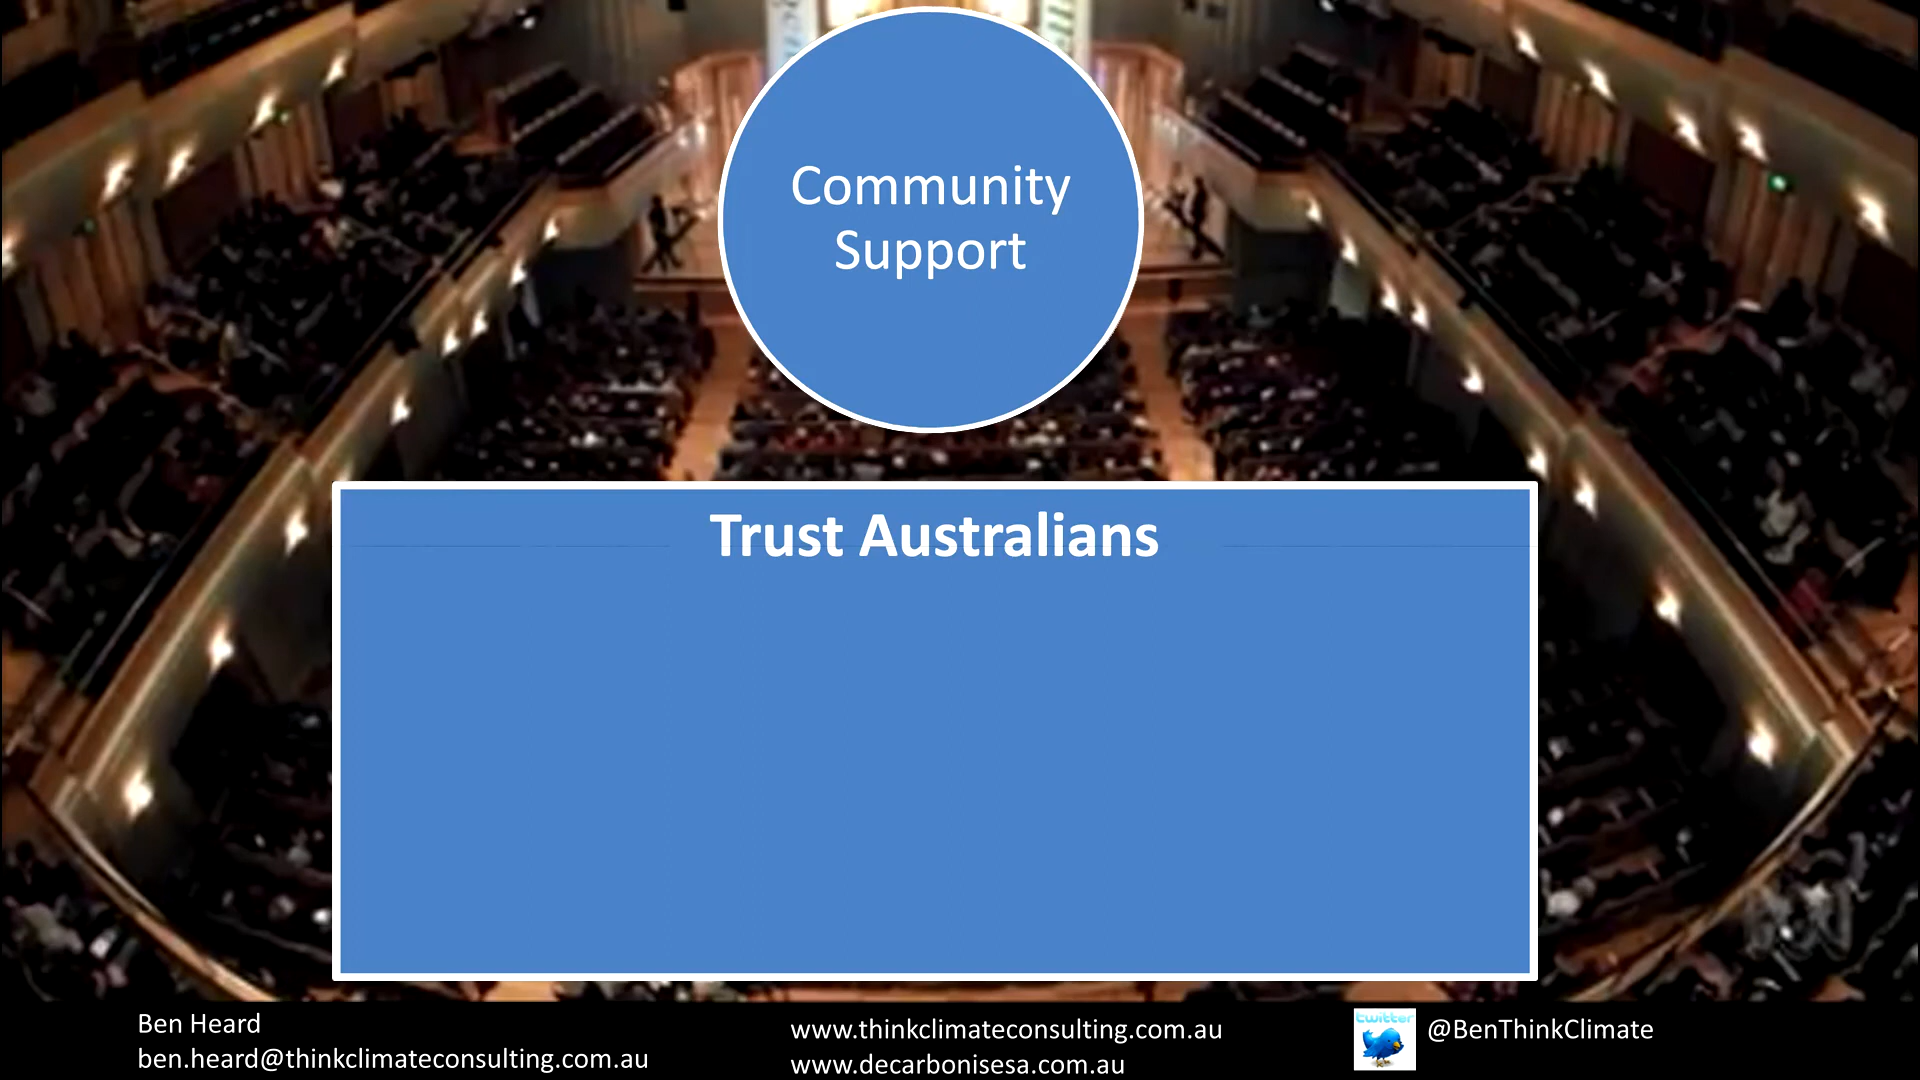 Community
Support
Trust Australians
Ben Heard
ben.heard@thinkclimateconsulting.com.au
www.thinkclimateconsulting.com.au
www.decarbonisesa.com.au
twitter
@BenThinkClimate